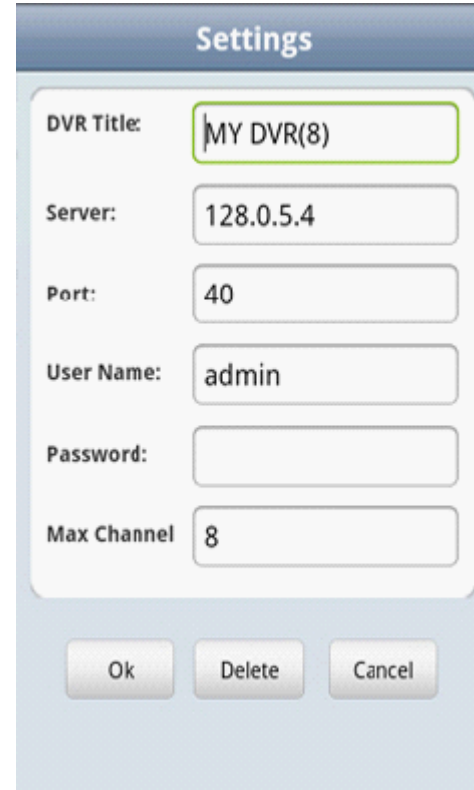 Settings
DVR Title: MY DVR(8)
Server: 128.0.5.4
Port: 40
User Name: admin
Password:
Max Channel 8
Ok Delete Cancel